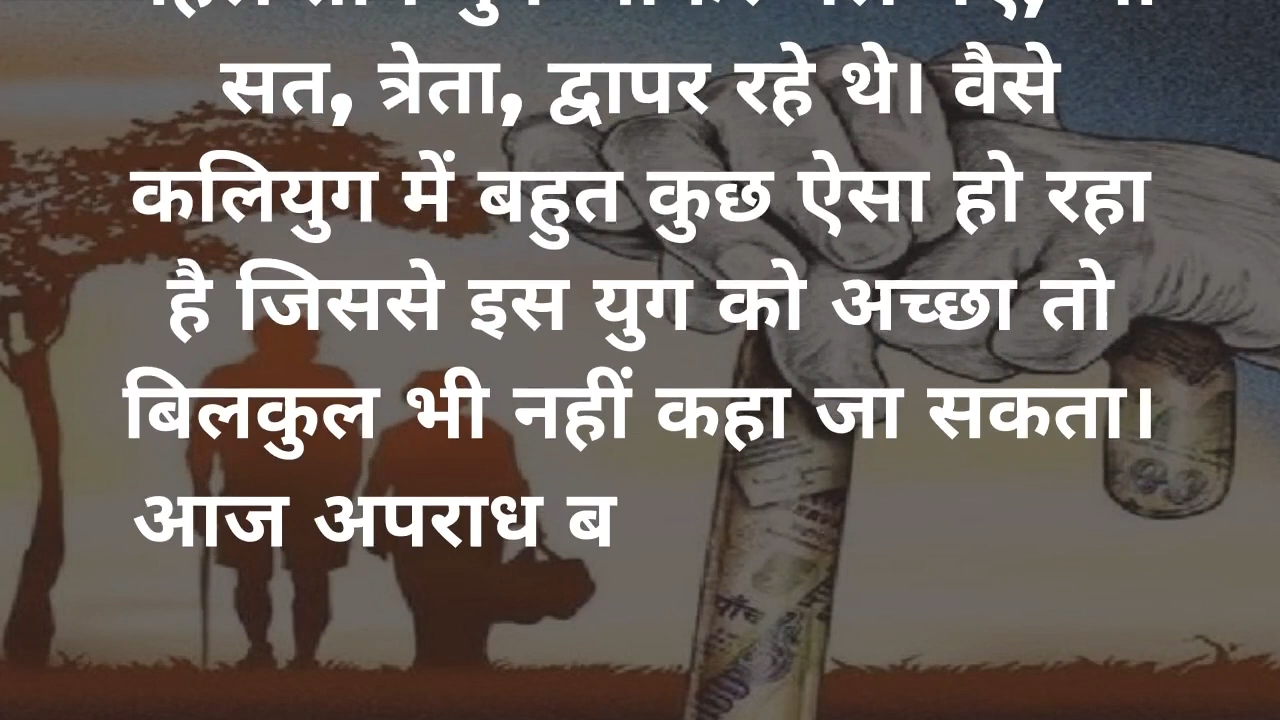 सत, त्रेता, द्वापर रहे थे। वैसे
कलियुग में बहुत कुछ ऐसा हो रहा
है जिससे इस युग को अच्छा तो
बिलकुल भी नहीं कहा जा सकता।
आज अपराध ब
पाँच